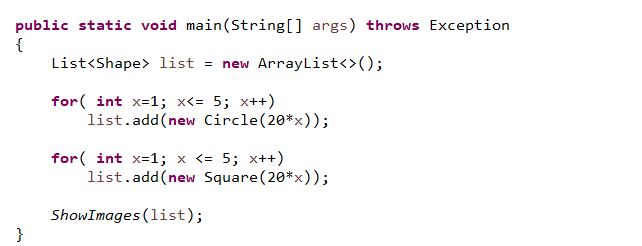 public static void main(String[] args) throws Exception
{
    List<Shape> list = new ArrayList<>();
    for( int x=1; x<= 5; x++)
        list.add(new Circle(20*x));
    for( int x=1; x <= 5; x++)
        list.add(new Square(20*x));
    ShowImages(list);
}